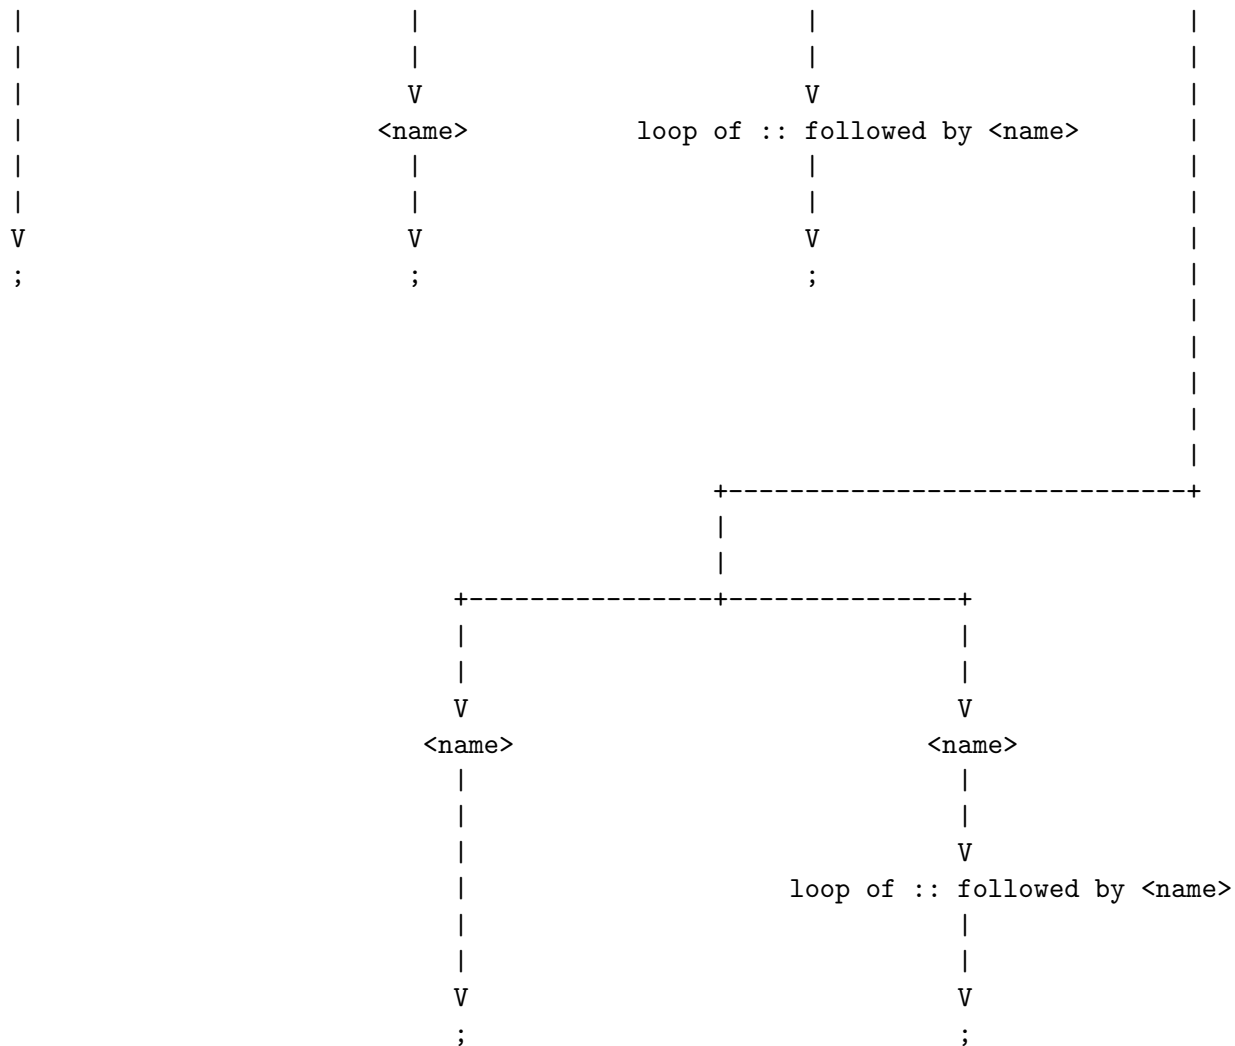 |                         |                         |                        |
|                         |                         |                        |
|                         V                         V                        |
|                       <name>           loop of :: followed by <name>       |
|                         |                         |                        |
|                         |                         |                        |
V                         V                         V                        |
;                         ;                         ;                        |
                                                                             |
                                                                             |
                                                                             |
                                                                             |
                                                                             |
                                              +------------------------------+
                                              |
                                              |
                             +----------------+---------------+
                             |                                |
                             |                                |
                             V                                V
                           <name>                           <name>
                             |                                |
                             |                                |
                             |                                V
                             |                     loop of :: followed by <name>
                             |                                |
                             |                                |
                             V                                V
                             ;                                ;